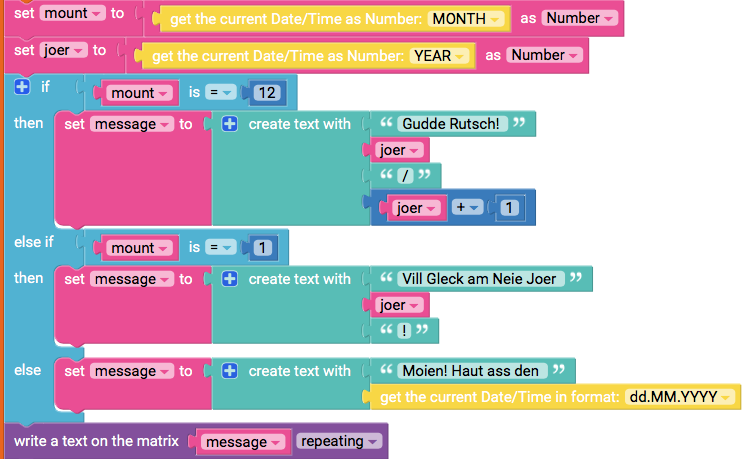 set mount to get the current Date/Time as Number: MONTH as Number
set joer to get the current Date/Time as Number: YEAR as Number
if mount is = 12
then set message to create text with “ Gudde Rutsch! ”
joer
“ / ”
joer + 1
else if mount is = 1
then set message to create text with “ Vill Gleck am Neie Joer ”
joer
“ ! ”
else set message to create text with “ Moien! Haut ass den ”
get the current Date/Time in format: dd.MM.YYYY
write a text on the matrix message repeating